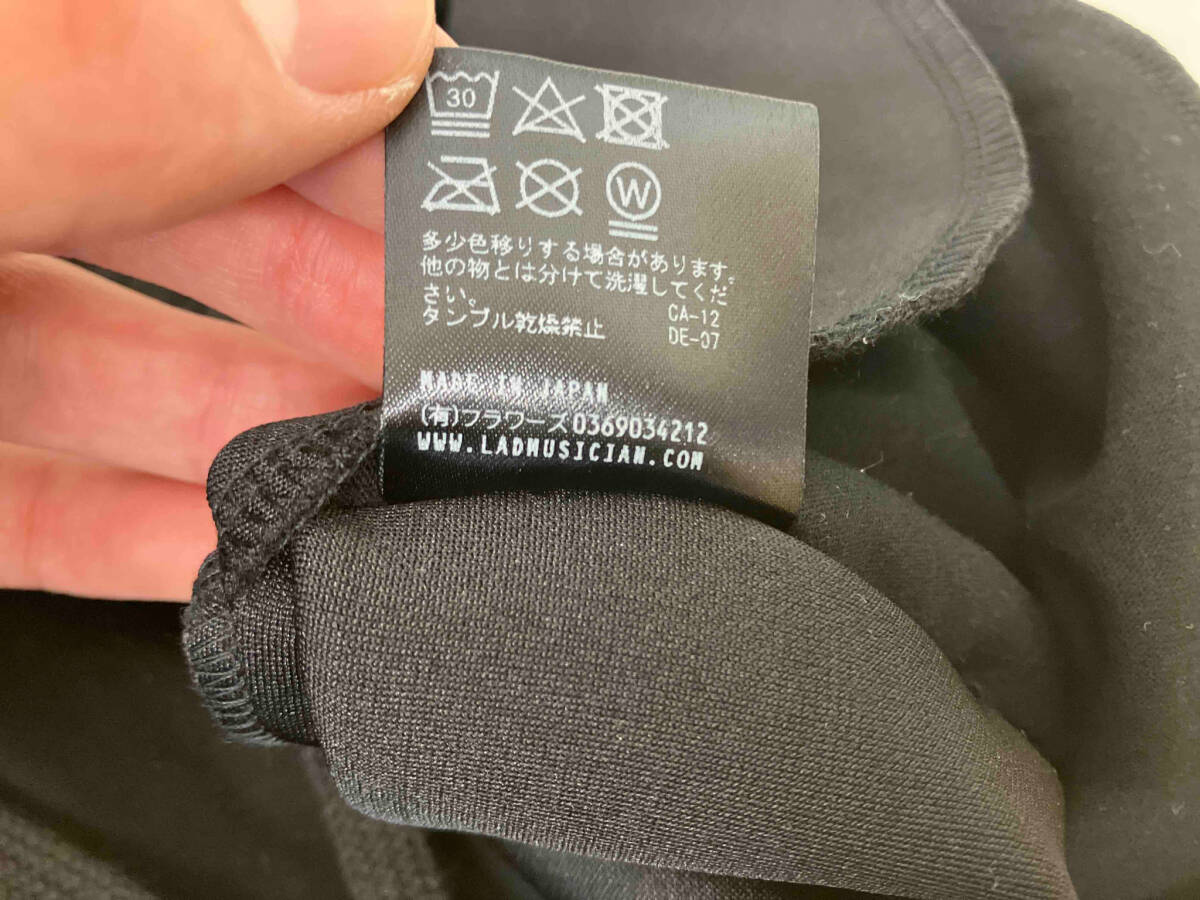 30
W
多少色移りする場合があります。
他の物とは分けて洗濯してくだ
さい。 CA-12
タンブル乾燥禁止 DE-07
MADE IN JAPAN
(有)フラワーズ0369034212
WWW.LADMUSICIAN.COM